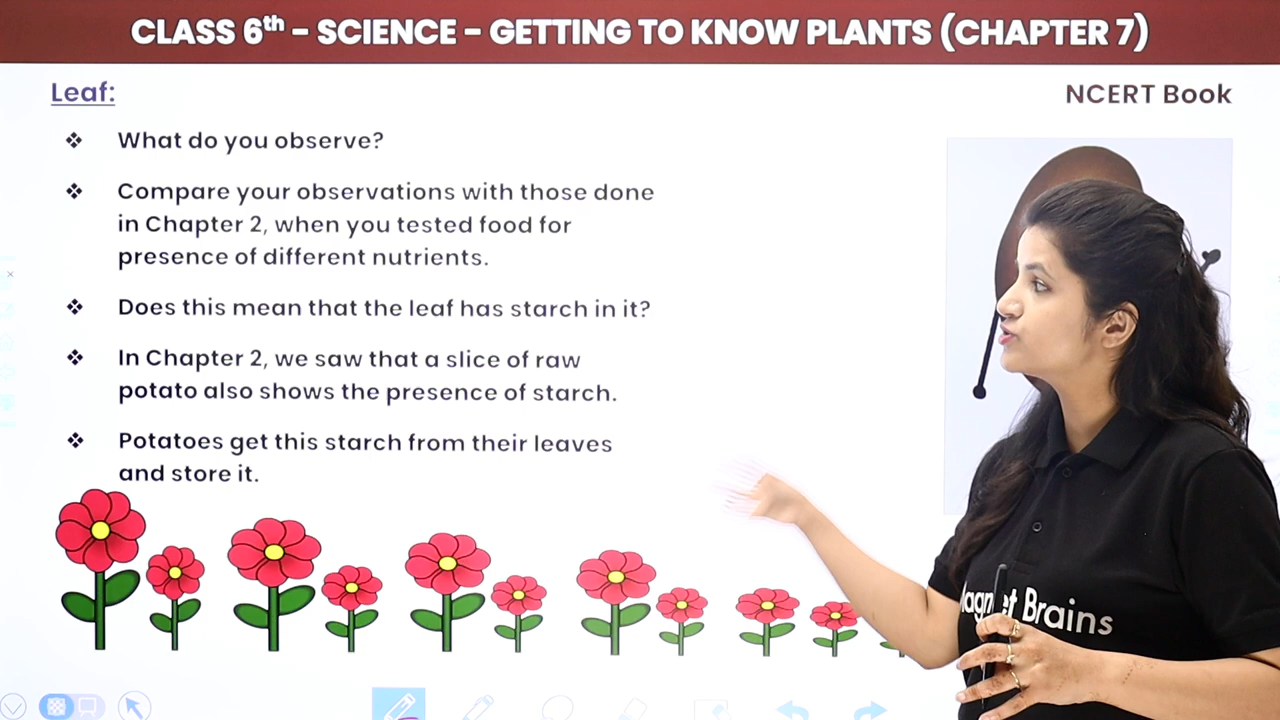 CLASS 6th – SCIENCE – GETTING TO KNOW PLANTS (CHAPTER 7)
Leaf:
NCERT Book
❖ What do you observe?
❖ Compare your observations with those done
in Chapter 2, when you tested food for
presence of different nutrients.
❖ Does this mean that the leaf has starch in it?
❖ In Chapter 2, we saw that a slice of raw
potato also shows the presence of starch.
❖ Potatoes get this starch from their leaves
and store it.
Brains